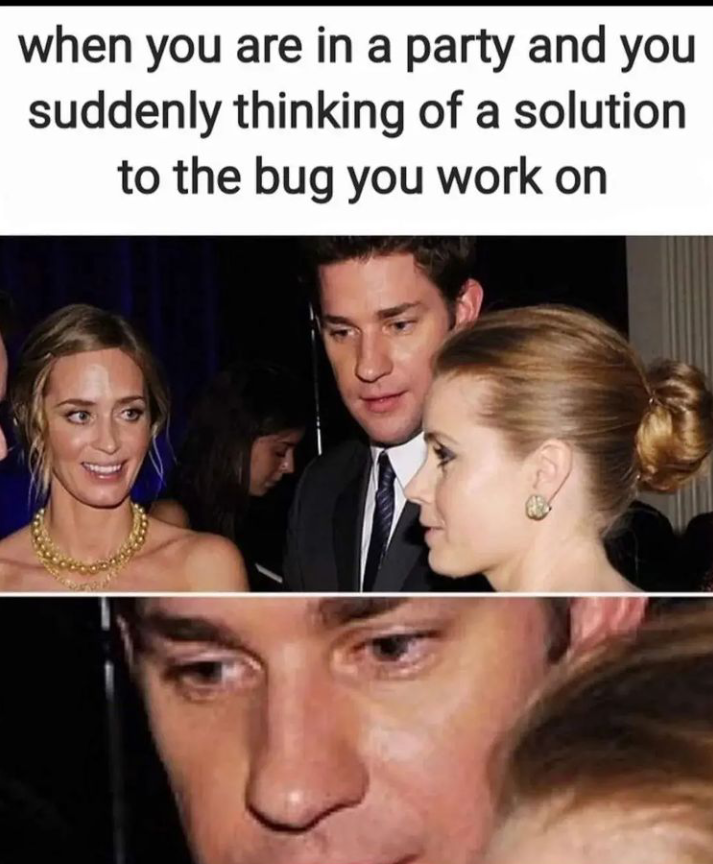 when you are in a party and you
suddenly thinking of a solution
to the bug you work on